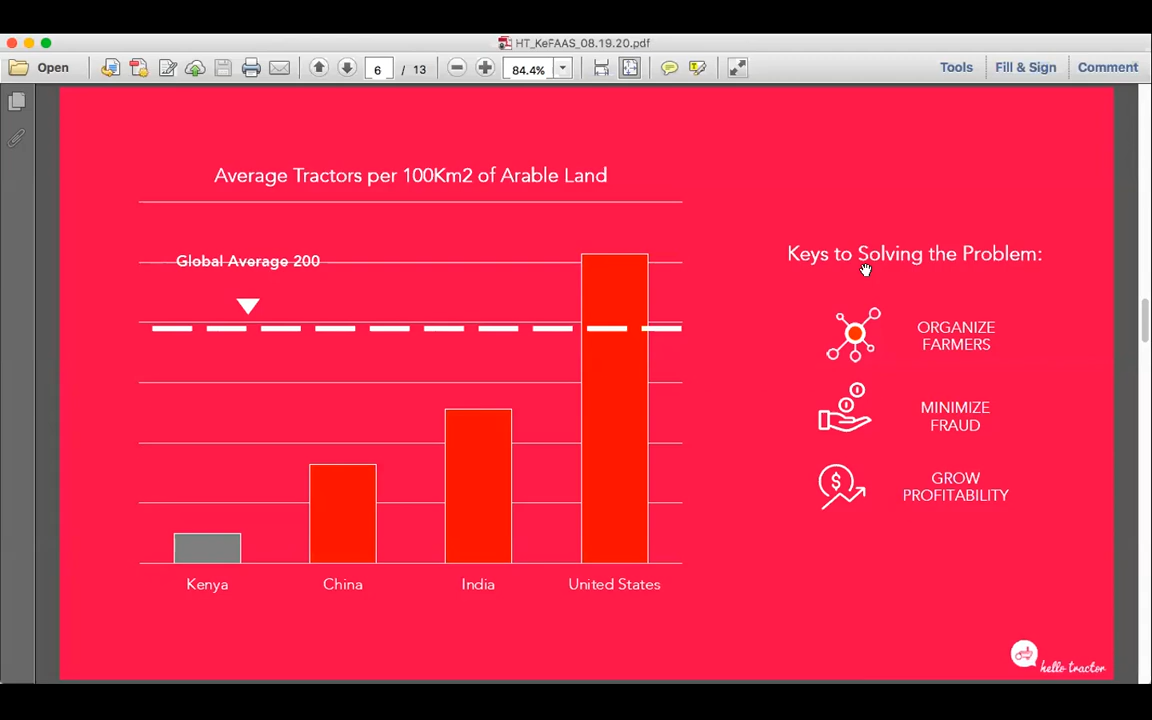 HT_KeFAAS_08.19.20.pdf
Open
6 / 13
84.4%
Tools
Fill & Sign
Comment
Average Tractors per 100Km2 of Arable Land
Global Average 200
Kenya
China
India
United States
Keys to Solving the Problem:
ORGANIZE
FARMERS
MINIMIZE
FRAUD
$
GROW
PROFITABILITY
hello tractor